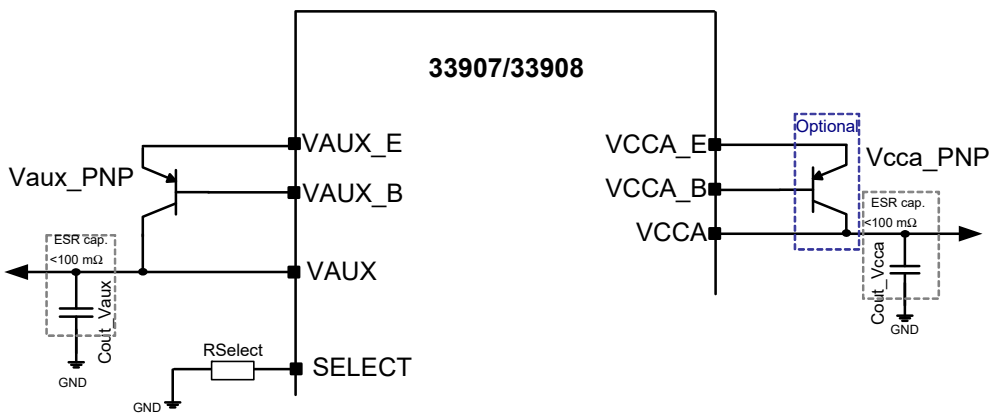 33907/33908
VAUX_E
Vaux_PNP
VAUX_B
ESR cap.
<100 mΩ
VAUX
Cout_Vaux
GND
RSelect
SELECT
GND
Optional
VCCA_E
Vcca_PNP
VCCA_B
ESR cap.
<100 mΩ
VCCA
Cout_Vcca
GND